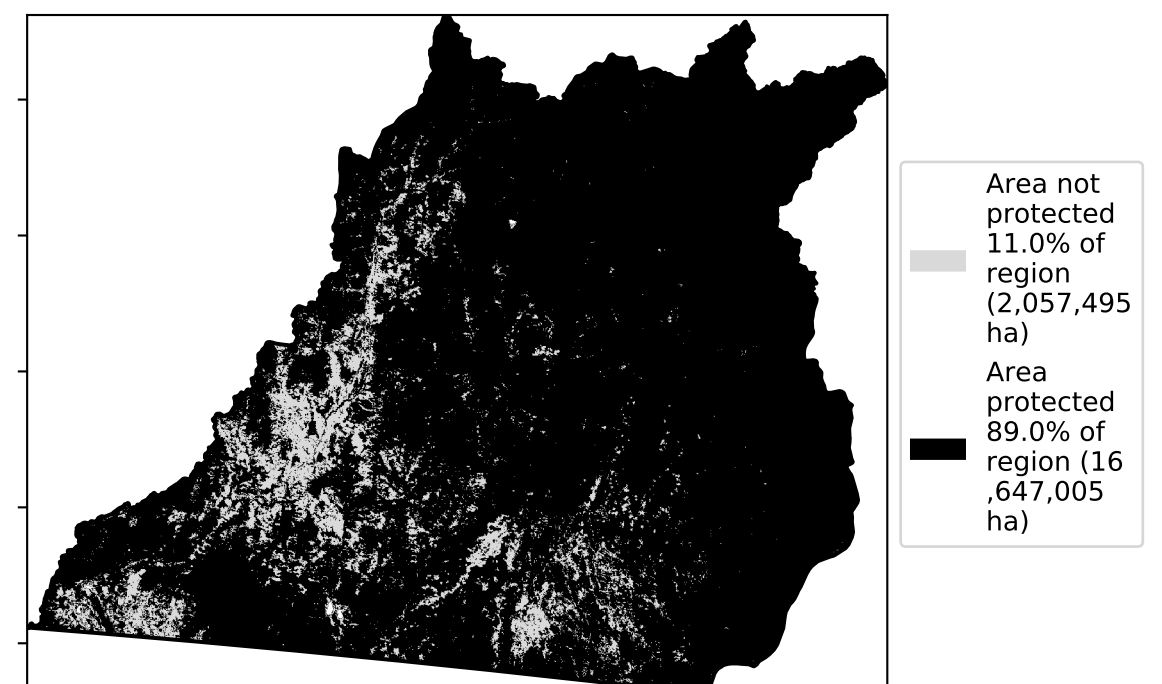 Area not
protected
11.0% of
region
(2,057,495
ha)
Area
protected
89.0% of
region (16
,647,005
ha)